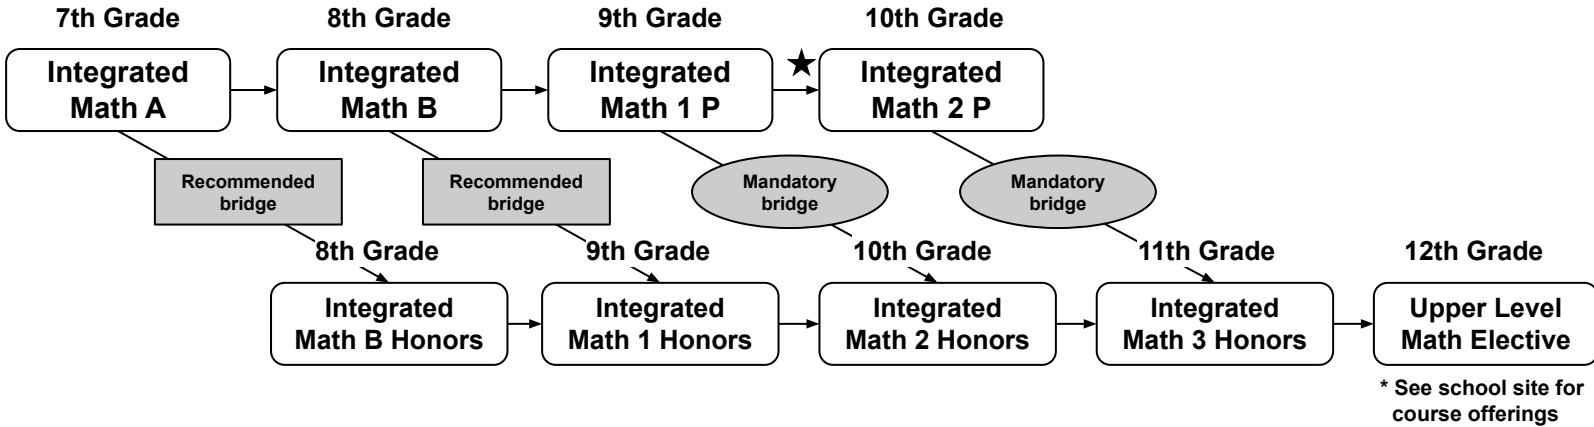 7th Grade
8th Grade
9th Grade
10th Grade
Integrated
Math A
Integrated
Math B
Integrated
Math 1 P
Integrated
Math 2 P
Recommended
bridge
Recommended
bridge
Mandatory
bridge
Mandatory
bridge
8th Grade
9th Grade
10th Grade
11th Grade
12th Grade
Integrated
Math B Honors
Integrated
Math 1 Honors
Integrated
Math 2 Honors
Integrated
Math 3 Honors
Upper Level
Math Elective
* See school site for
course offerings